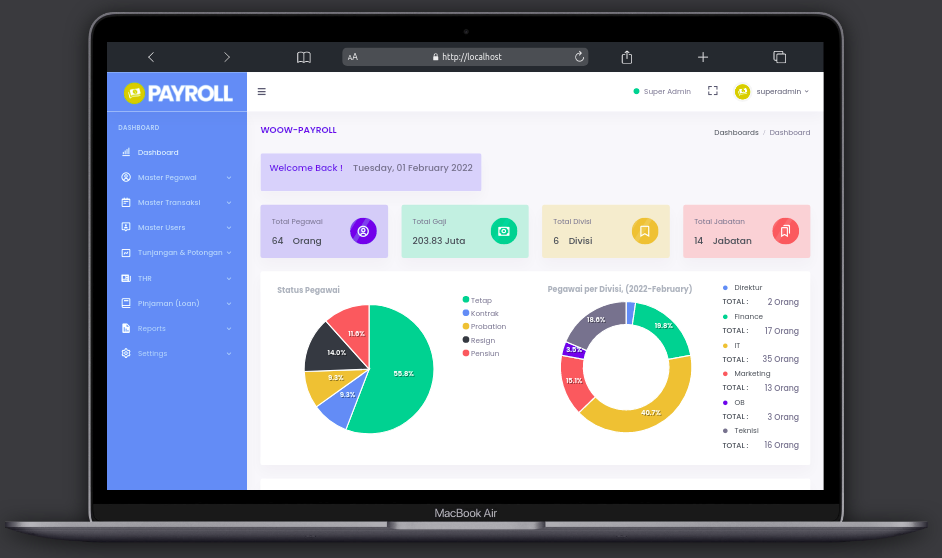 AA http://localhost
PAYROLL
Super Admin superadmin
DASHBOARD
Dashboard
Master Pegawai
Master Transaksi
Master Users
Tunjangan & Potongan
THR
Pinjaman (Loan)
Reports
Settings
WOOW-PAYROLL
Dashboards / Dashboard
Welcome Back ! Tuesday, 01 February 2022
Total Pegawai
64 Orang
Total Gaji
203.83 Juta
Total Divisi
6 Divisi
Total Jabatan
14 Jabatan
Status Pegawai
11.6%
14.0%
55.8%
9.3%
9.3%
Tetap
Kontrak
Probation
Resign
Pensiun
Pegawai per Divisi, (2022-February)
18.6%
19.8%
3.5%
15.1%
40.7%
Direktur
TOTAL : 2 Orang
Finance
TOTAL : 17 Orang
IT
TOTAL : 35 Orang
Marketing
TOTAL : 13 Orang
OB
TOTAL : 3 Orang
Teknisi
TOTAL : 16 Orang
MacBook Air